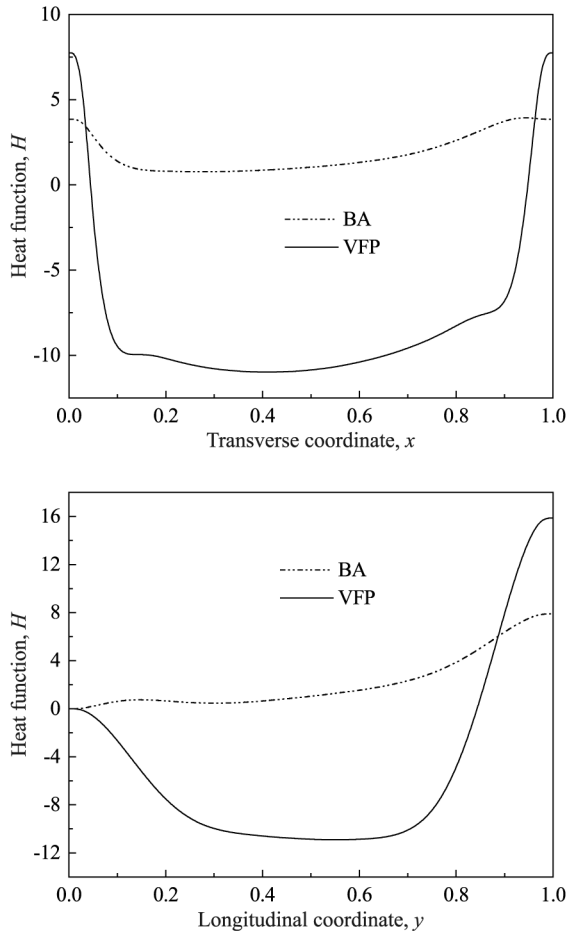 10
5
0
-5
-10
Heat function, H
BA
VFP
0.0 0.2 0.4 0.6 0.8 1.0
Transverse coordinate, x
16
12
8
4
0
-4
-8
-12
Heat function, H
BA
VFP
0.0 0.2 0.4 0.6 0.8 1.0
Longitudinal coordinate, y